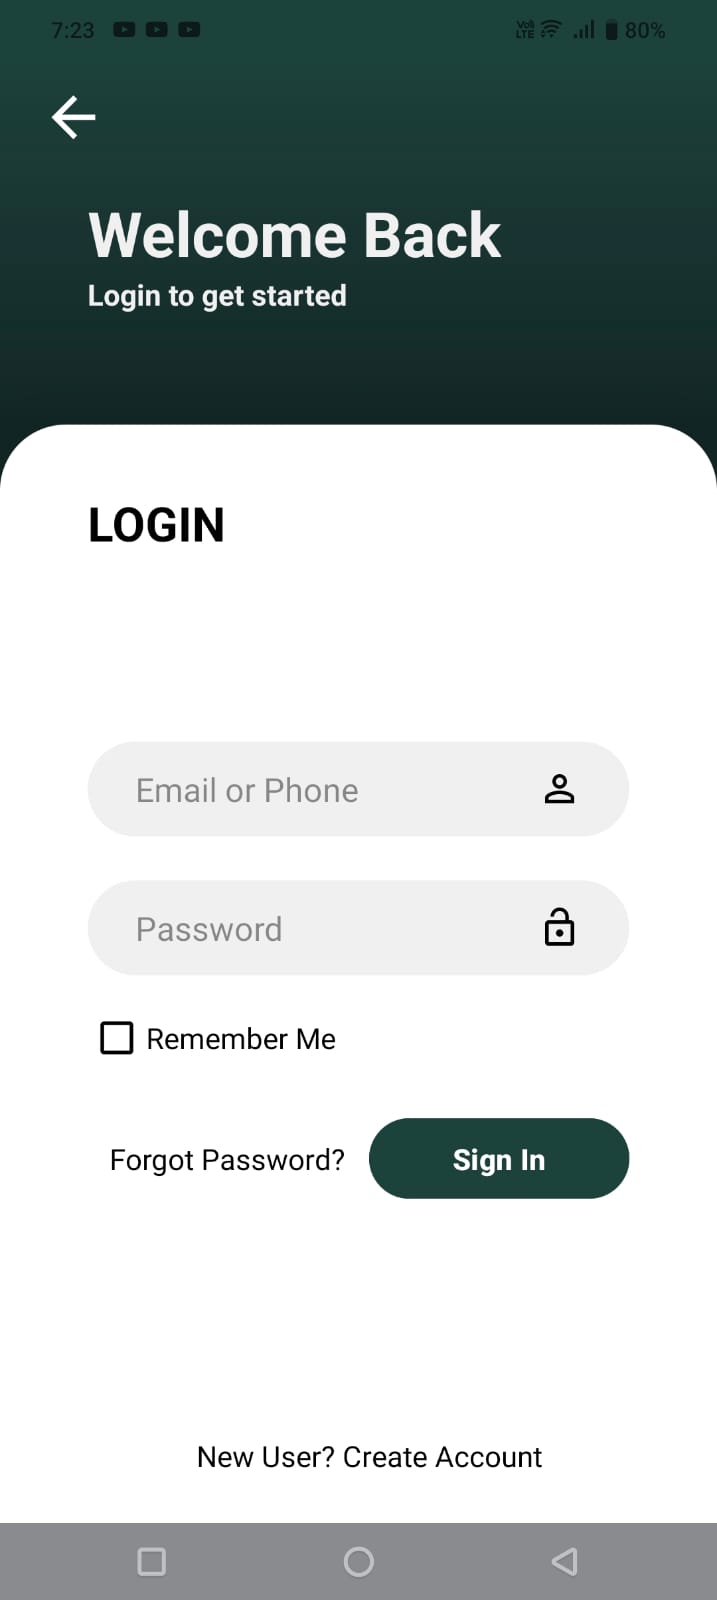 7:23 VoB LTE 80%
Welcome Back
Login to get started
LOGIN
Email or Phone
Password
Remember Me
Forgot Password? Sign In
New User? Create Account